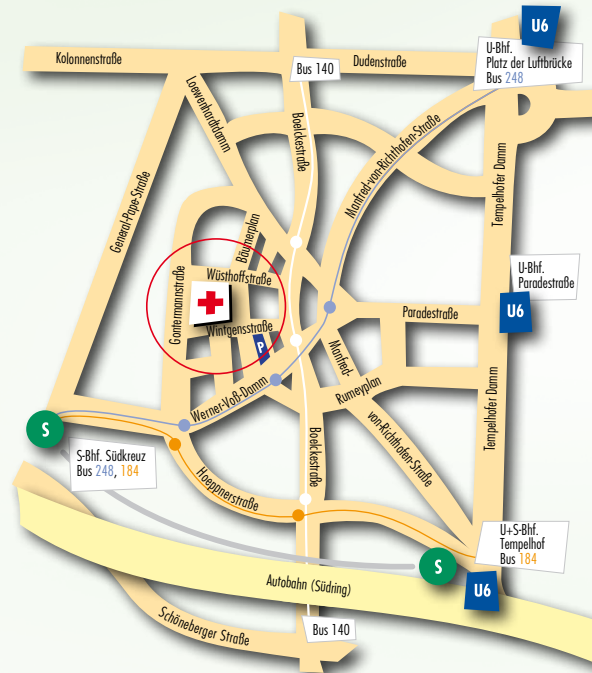 U6
U-Bhf.
Platz der Luftbrücke
Bus 248
Kolonnenstraße
Bus 140
Dudenstraße
Loewenhardtdamm
Boelckestraße
Manfred-von-Richthofen-Straße
Tempelhofer Damm
General-Pape-Straße
Bäumerplan
U-Bhf.
Paradestraße
U6
Gontermannstraße
Wüsthoffstraße
Wintgensstraße
P
Paradestraße
Manfred-
von-Richthofen-Straße
Rumeyplan
Werner-Voß-Damm
Tempelhofer Damm
S
S-Bhf. Südkreuz
Bus 248, 184
Boelckestraße
Hoeppnerstraße
U+S-Bhf.
Tempelhof
Bus 184
S
U6
Autobahn (Südring)
Schöneberger Straße
Bus 140